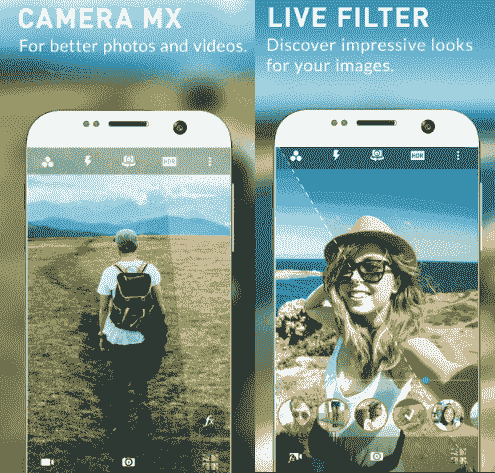 CAMERA MX
For better photos and videos.
HDR
LIVE FILTER
Discover impressive looks
for your images.
HDR